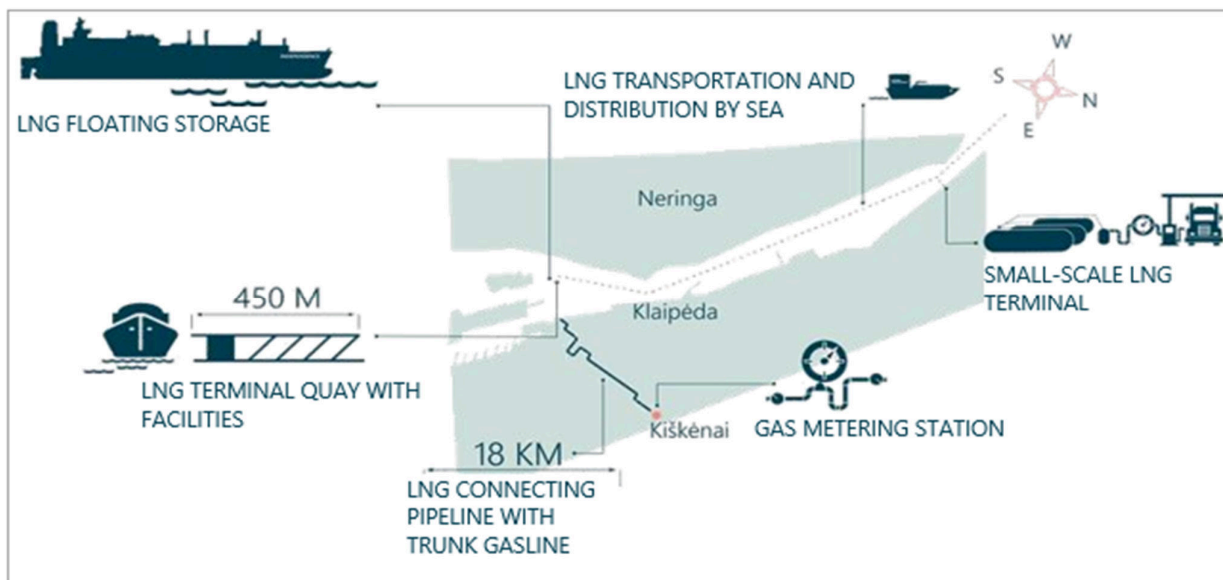 INDEPENDENCE
LNG FLOATING STORAGE
LNG TRANSPORTATION AND
DISTRIBUTION BY SEA
W
S
N
E
Neringa
SMALL-SCALE LNG
TERMINAL
450 M
Klaipėda
LNG TERMINAL QUAY WITH
FACILITIES
Kiškėnai
GAS METERING STATION
18 KM
LNG CONNECTING
PIPELINE WITH
TRUNK GASLINE